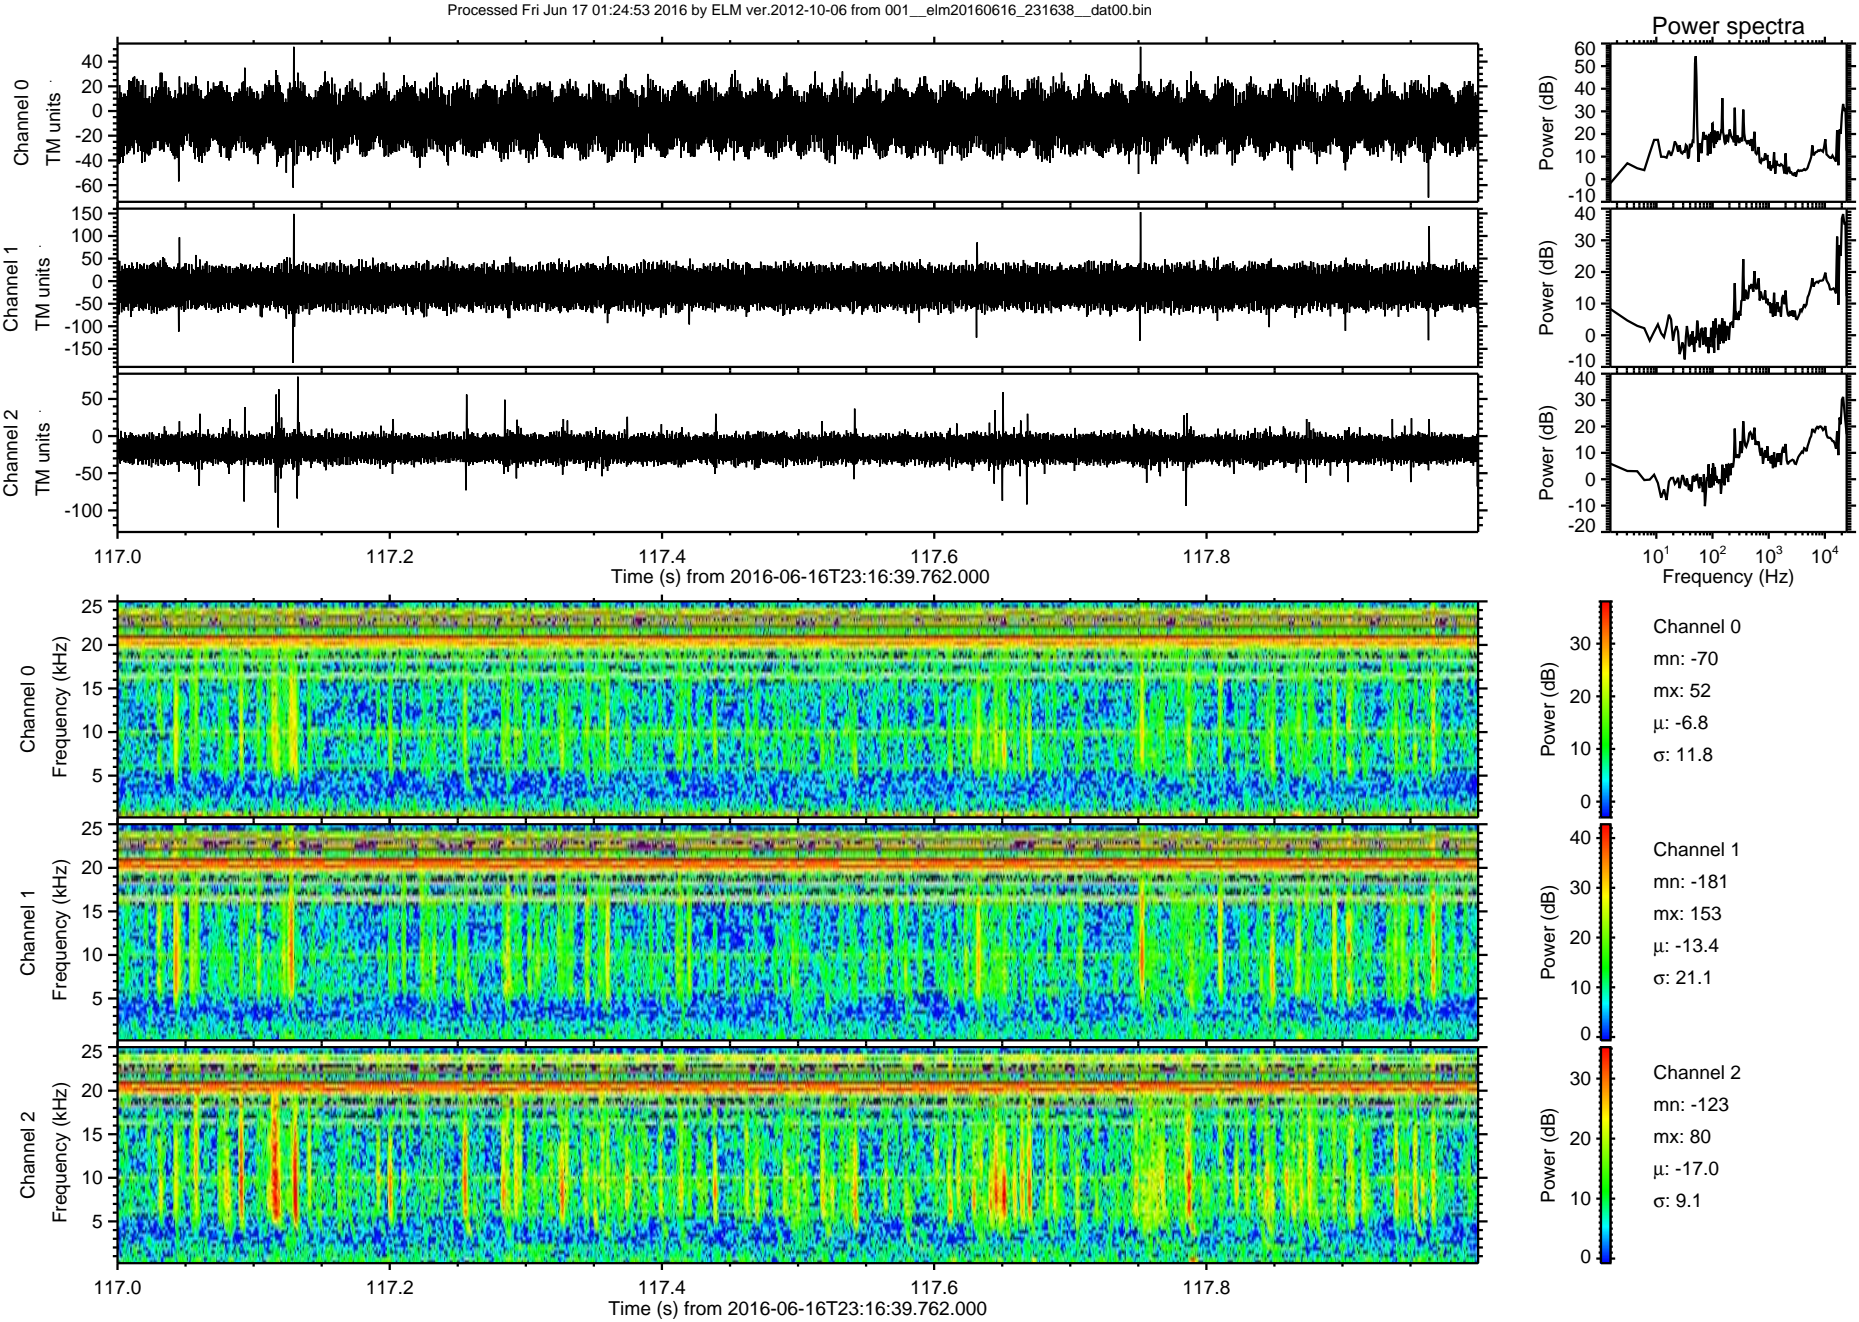 Processed Fri Jun 17 01:24:53 2016 by ELM ver.2012-10-06 from 001__elm20160616_231638__dat00.bin
Power spectra
Channel 0
TM units
40
20
0
-20
-40
-60
Power (dB)
60
50
40
30
20
10
0
-10
Channel 1
TM units
150
100
50
0
-50
-100
-150
Power (dB)
40
30
20
10
0
-10
Channel 2
TM units
50
0
-50
-100
Power (dB)
40
30
20
10
0
-10
-20
117.0 117.2 117.4 117.6 117.8
Time (s) from 2016-06-16T23:16:39.762.000
10¹ 10² 10³ 10⁴
Frequency (Hz)
Channel 0
Frequency (kHz)
25
20
15
10
5
Power (dB)
30
20
10
0
Channel 0
mn: -70
mx: 52
μ: -6.8
σ: 11.8
Channel 1
Frequency (kHz)
25
20
15
10
5
Power (dB)
40
30
20
10
0
Channel 1
mn: -181
mx: 153
μ: -13.4
σ: 21.1
Channel 2
Frequency (kHz)
25
20
15
10
5
Power (dB)
30
20
10
0
Channel 2
mn: -123
mx: 80
μ: -17.0
σ: 9.1
117.0 117.2 117.4 117.6 117.8
Time (s) from 2016-06-16T23:16:39.762.000